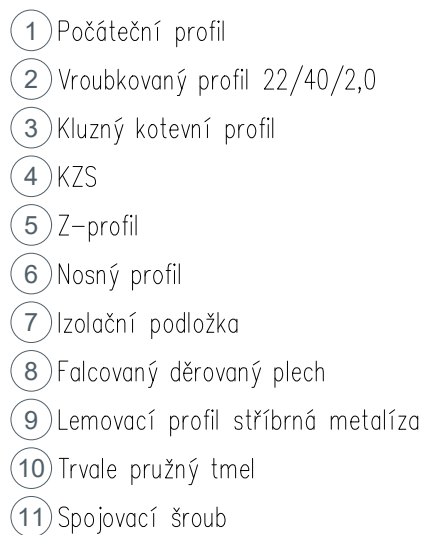 1 Počáteční profil
2 Vroubkovaný profil 22/40/2,0
3 Kluzný kotevní profil
4 KZS
5 Z-profil
6 Nosný profil
7 Izolační podložka
8 Falcovaný děrovaný plech
9 Lemovací profil stříbrná metalíza
10 Trvale pružný tmel
11 Spojovací šroub